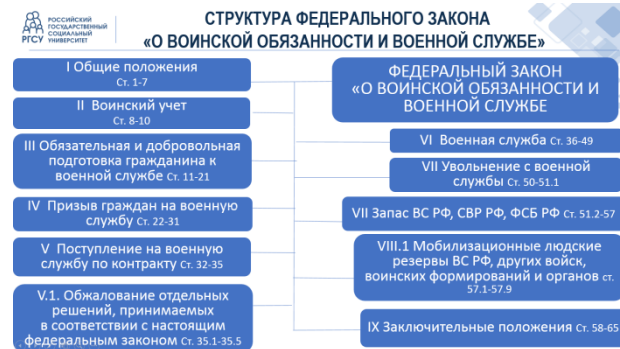 РОССИЙСКИЙ
ГОСУДАРСТВЕННЫЙ
СОЦИАЛЬНЫЙ
УНИВЕРСИТЕТ
РГСУ
СТРУКТУРА ФЕДЕРАЛЬНОГО ЗАКОНА
«О ВОИНСКОЙ ОБЯЗАННОСТИ И ВОЕННОЙ СЛУЖБЕ»
I Общие положения
Ст. 1-7
II Воинский учет
Ст. 8-10
III Обязательная и добровольная
подготовка гражданина к
военной службе Ст. 11-21
IV Призыв граждан на военную
службу Ст. 22-31
V Поступление на военную
службу по контракту Ст. 32-35
V.1. Обжалование отдельных
решений, принимаемых
в соответствии с настоящим
федеральным законом Ст. 35.1-35.5
ФЕДЕРАЛЬНЫЙ ЗАКОН
«О ВОИНСКОЙ ОБЯЗАННОСТИ И
ВОЕННОЙ СЛУЖБЕ
VI Военная служба Ст. 36-49
VII Увольнение с военной
службы Ст. 50-51.1
VII Запас ВС РФ, СВР РФ, ФСБ РФ Ст. 51.2-57
VIII.1 Мобилизационные людские
резервы ВС РФ, других войск,
воинских формирований и органов ст.
57.1-57.9
IX Заключительные положения Ст. 58-65